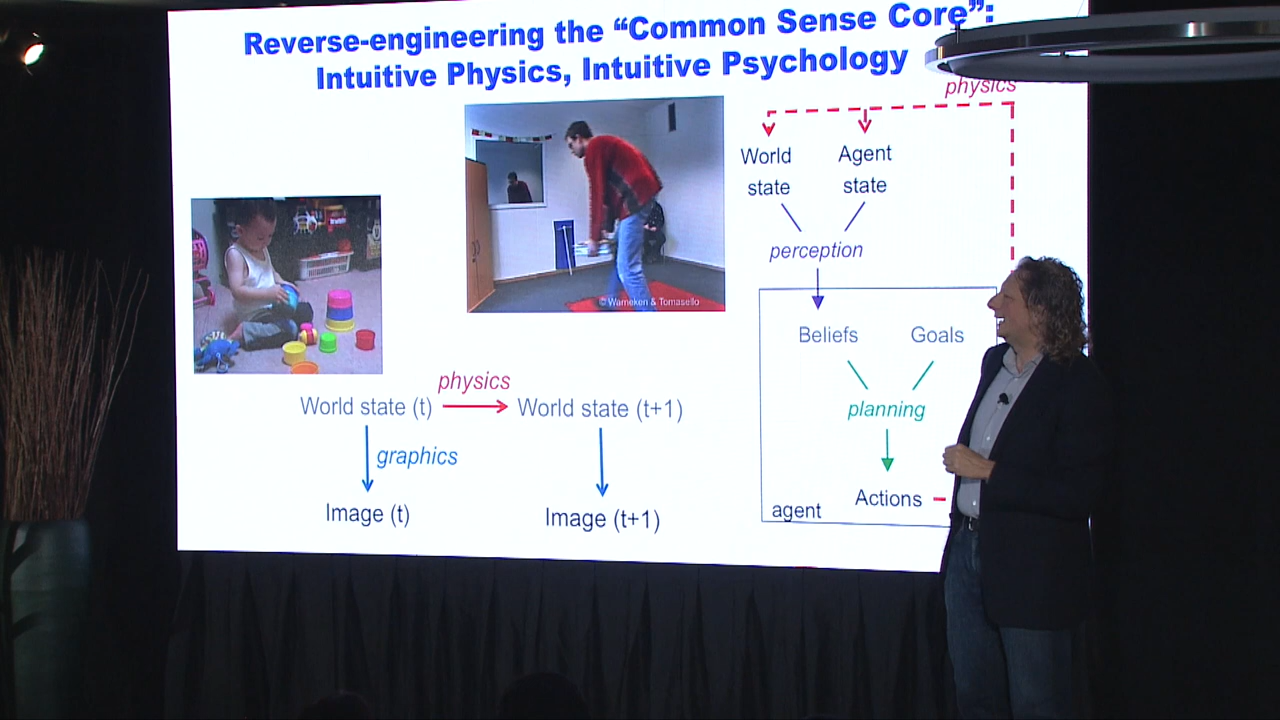 Reverse-engineering the “Common Sense Core”:
Intuitive Physics, Intuitive Psychology
physics
World Agent
state state
perception
© Warneken & Tomasello
Beliefs Goals
physics
World state (t) World state (t+1)
planning
graphics
Actions
agent
Image (t) Image (t+1)